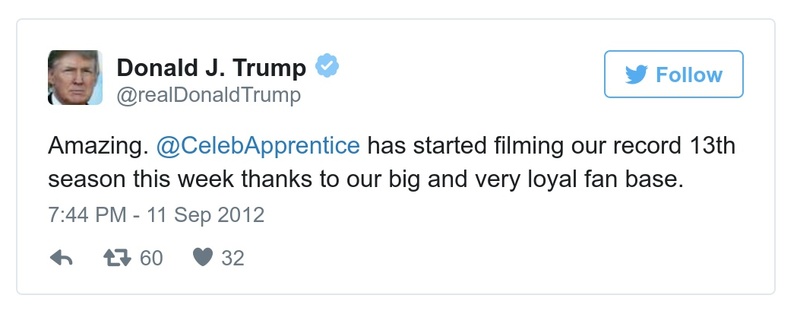 Donald J. Trump
@realDonaldTrump
Follow
Amazing. @CelebApprentice has started filming our record 13th
season this week thanks to our big and very loyal fan base.
7:44 PM - 11 Sep 2012
60 32